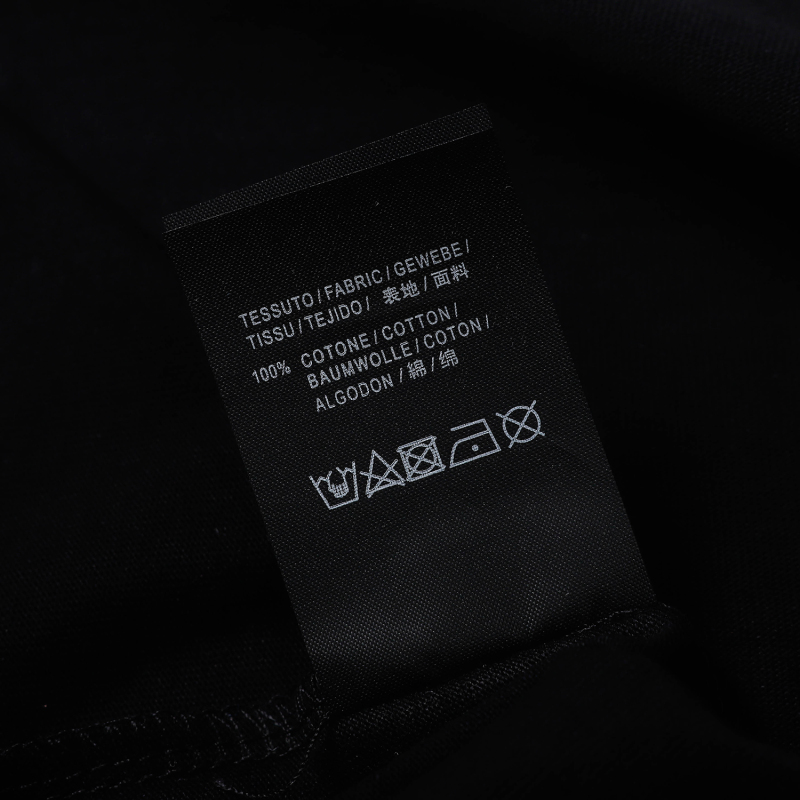 TESSUTO / FABRIC / GEWEBE /
TISSU / TEJIDO / 表地 / 面料
100% COTONE / COTTON /
BAUMWOLLE / COTON /
ALGODON / 綿 / 绵